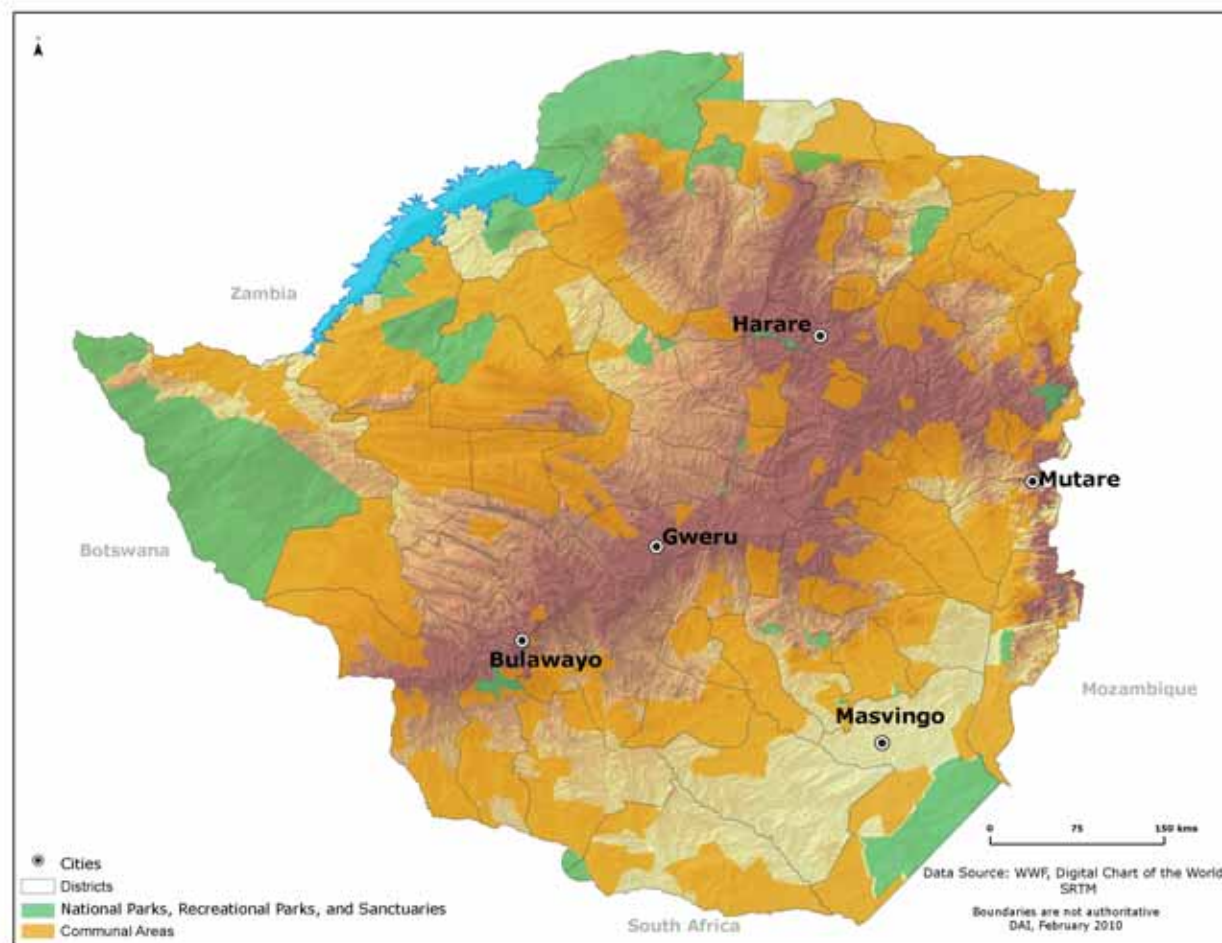 Zambia
Harare
Mutare
Gweru
Botswana
Bulawayo
Mozambique
Masvingo
0 75 150 kms
Cities
Districts
National Parks, Recreational Parks, and Sanctuaries
Communal Areas
South Africa
Data Source: WWF, Digital Chart of the World,
SRTM
Boundaries are not authoritative
DAI, February 2010